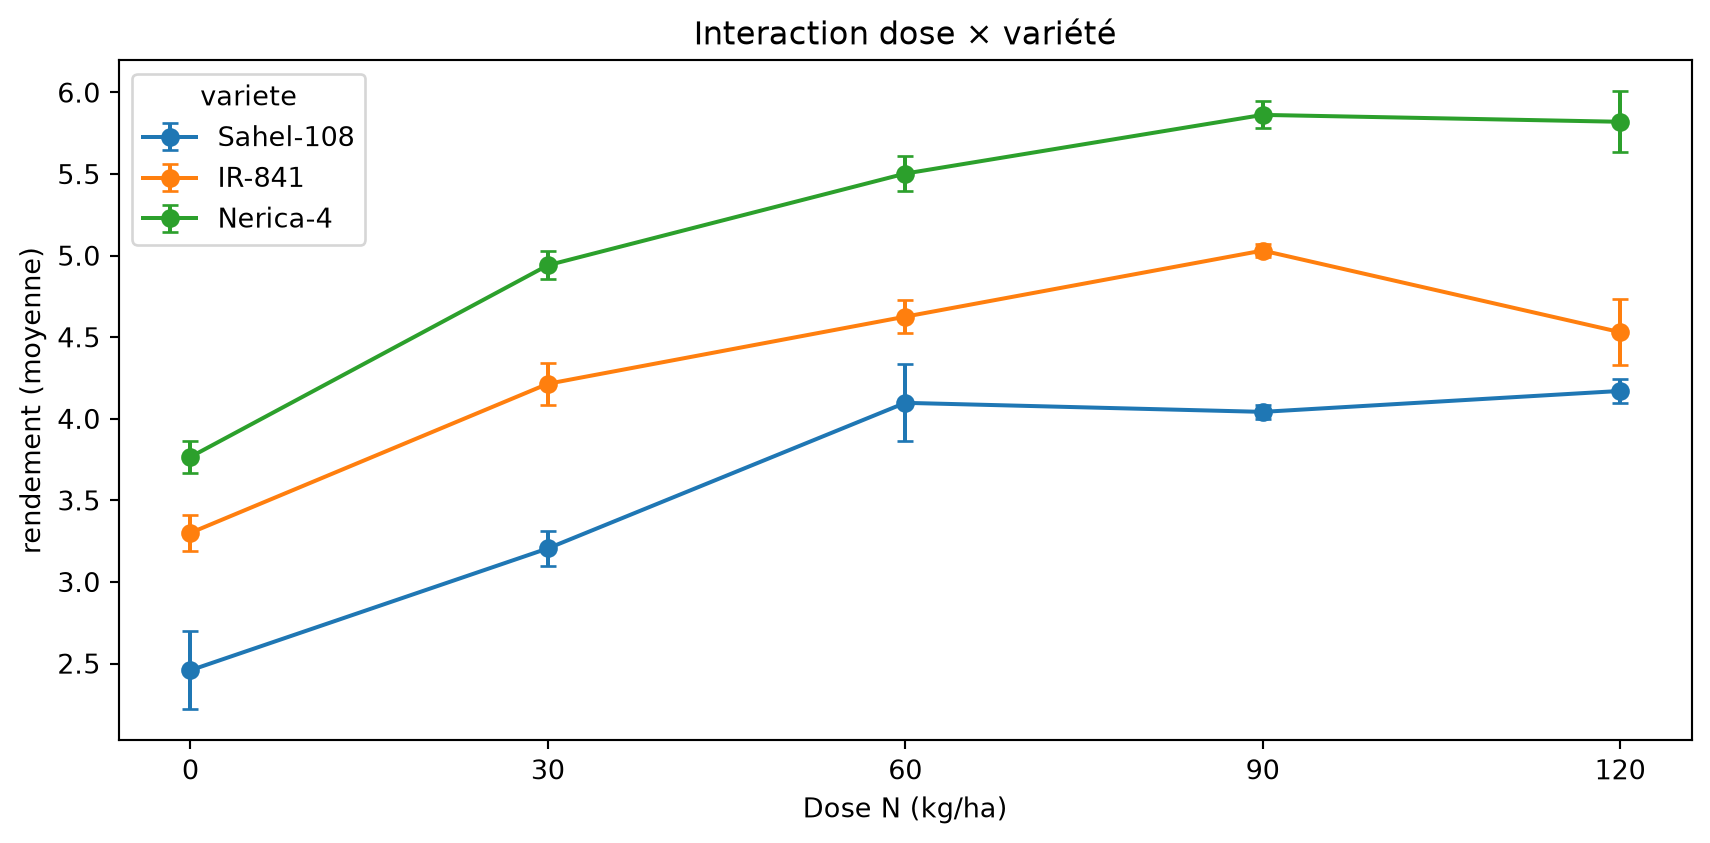 Interaction dose × variété
variete
Sahel-108
IR-841
Nerica-4
rendement (moyenne)
6.0
5.5
5.0
4.5
4.0
3.5
3.0
2.5
0 30 60 90 120
Dose N (kg/ha)